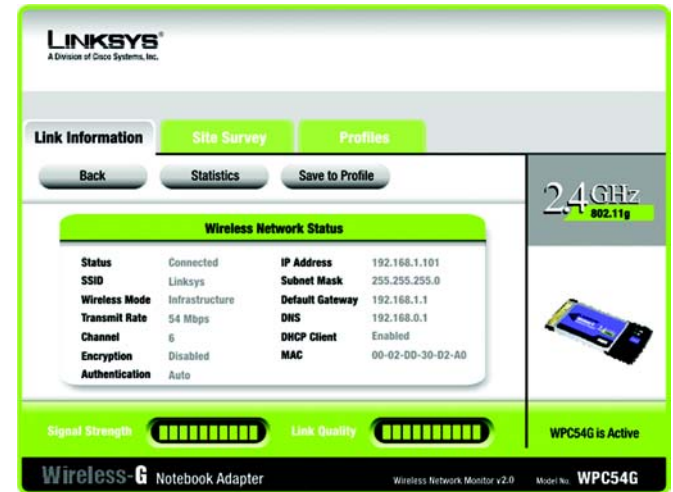 LINKSYS®
A Division of Cisco Systems, Inc.
Link Information
Site Survey
Profiles
Back
Statistics
Save to Profile
2.4 GHz
802.11g
Wireless Network Status
Status Connected IP Address 192.168.1.101
SSID Linksys Subnet Mask 255.255.255.0
Wireless Mode Infrastructure Default Gateway 192.168.1.1
Transmit Rate 54 Mbps DNS 192.168.0.1
Channel 6 DHCP Client Enabled
Encryption Disabled MAC 00-02-DD-30-D2-A0
Authentication Auto
Signal Strength
Link Quality
WPC54G is Active
Wireless-G Notebook Adapter
Wireless Network Monitor v2.0
Model No. WPC54G